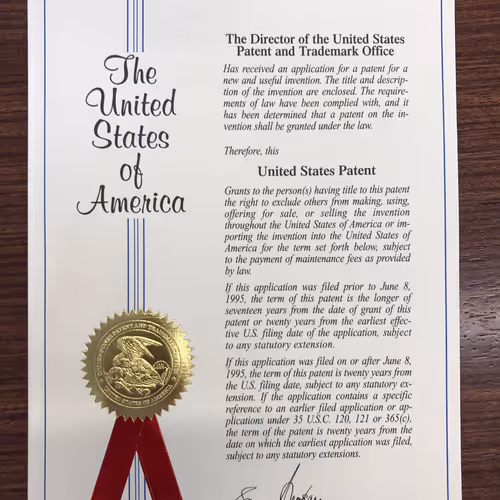 The
United
States
of
America
The Director of the United States
Patent and Trademark Office
Has received an application for a patent for a
new and useful invention. The title and descrip-
tion of the invention are enclosed. The require-
ments of law have been complied with, and it
has been determined that a patent on the in-
vention shall be granted under the law.
Therefore, this
United States Patent
Grants to the person(s) having title to this patent
the right to exclude others from making, using,
offering for sale, or selling the invention
throughout the United States of America or im-
porting the invention into the United States of
America for the term set forth below, subject
to the payment of maintenance fees as provided
by law.
If this application was filed prior to June 8,
1995, the term of this patent is the longer of
seventeen years from the date of grant of this
patent or twenty years from the earliest effec-
tive U.S. filing date of the application, subject
to any statutory extension.
If this application was filed on or after June 8,
1995, the term of this patent is twenty years from
the U.S. filing date, subject to any statutory ex-
tension. If the application contains a specific
reference to an earlier filed application or ap-
plications under 35 U.S.C. 120, 121 or 365(c),
the term of the patent is twenty years from the
date on which the earliest application was filed,
subject to any statutory extensions.
PATENT AND
UNITED STATES OF AMERICA